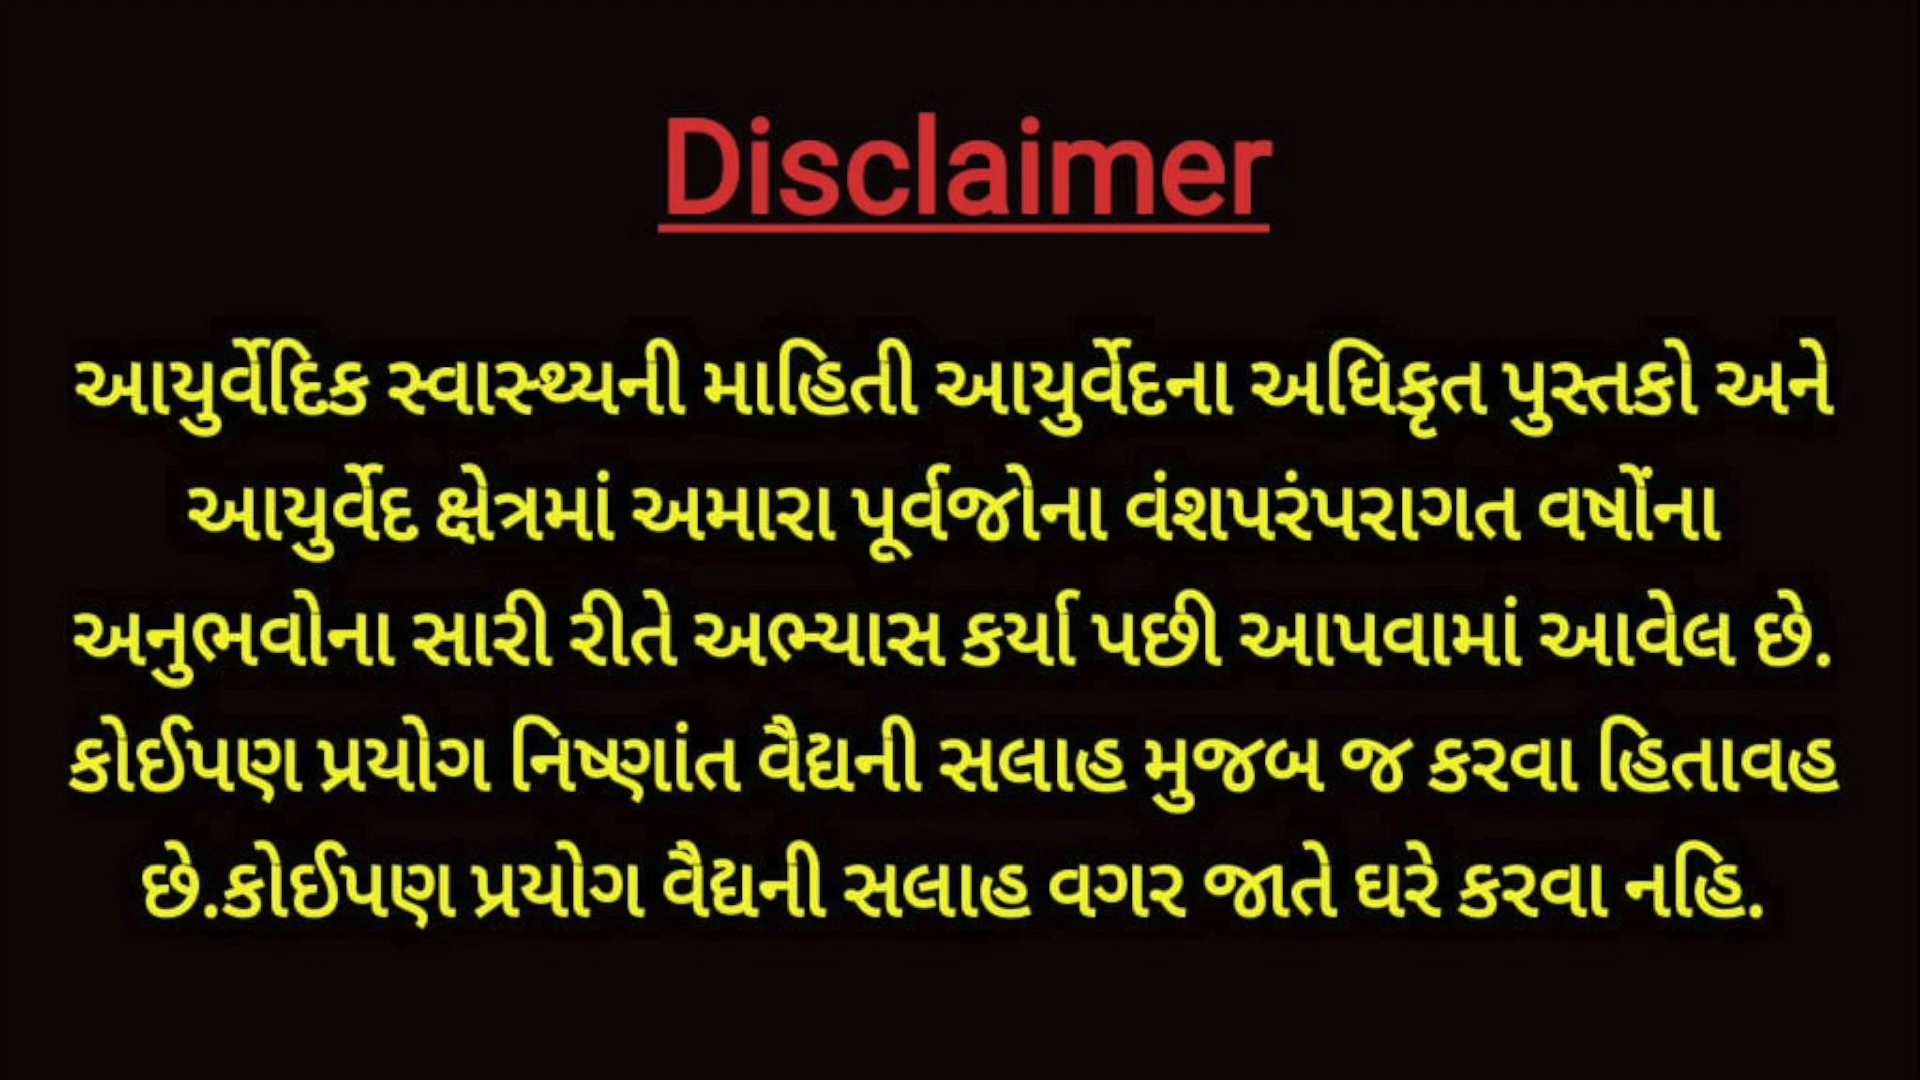 Disclaimer
આયુર્વેદિક સ્વાસ્થ્યની માહિતી આયુર્વેદના અધિકૃત પુસ્તકો અને
આયુર્વેદ ક્ષેત્રમાં અમારા પૂર્વજોના વંશપરંપરાગત વર્ષોના
અનુભવોના સારી રીતે અભ્યાસ કર્યા પછી આપવામાં આવેલ છે.
કોઈપણ પ્રયોગ નિષ્ણાંત વૈદ્યની સલાહ મુજબ જ કરવા હિતાવહ
છે.કોઈપણ પ્રયોગ વૈદ્યની સલાહ વગર જાતે ઘરે કરવા નહિ.